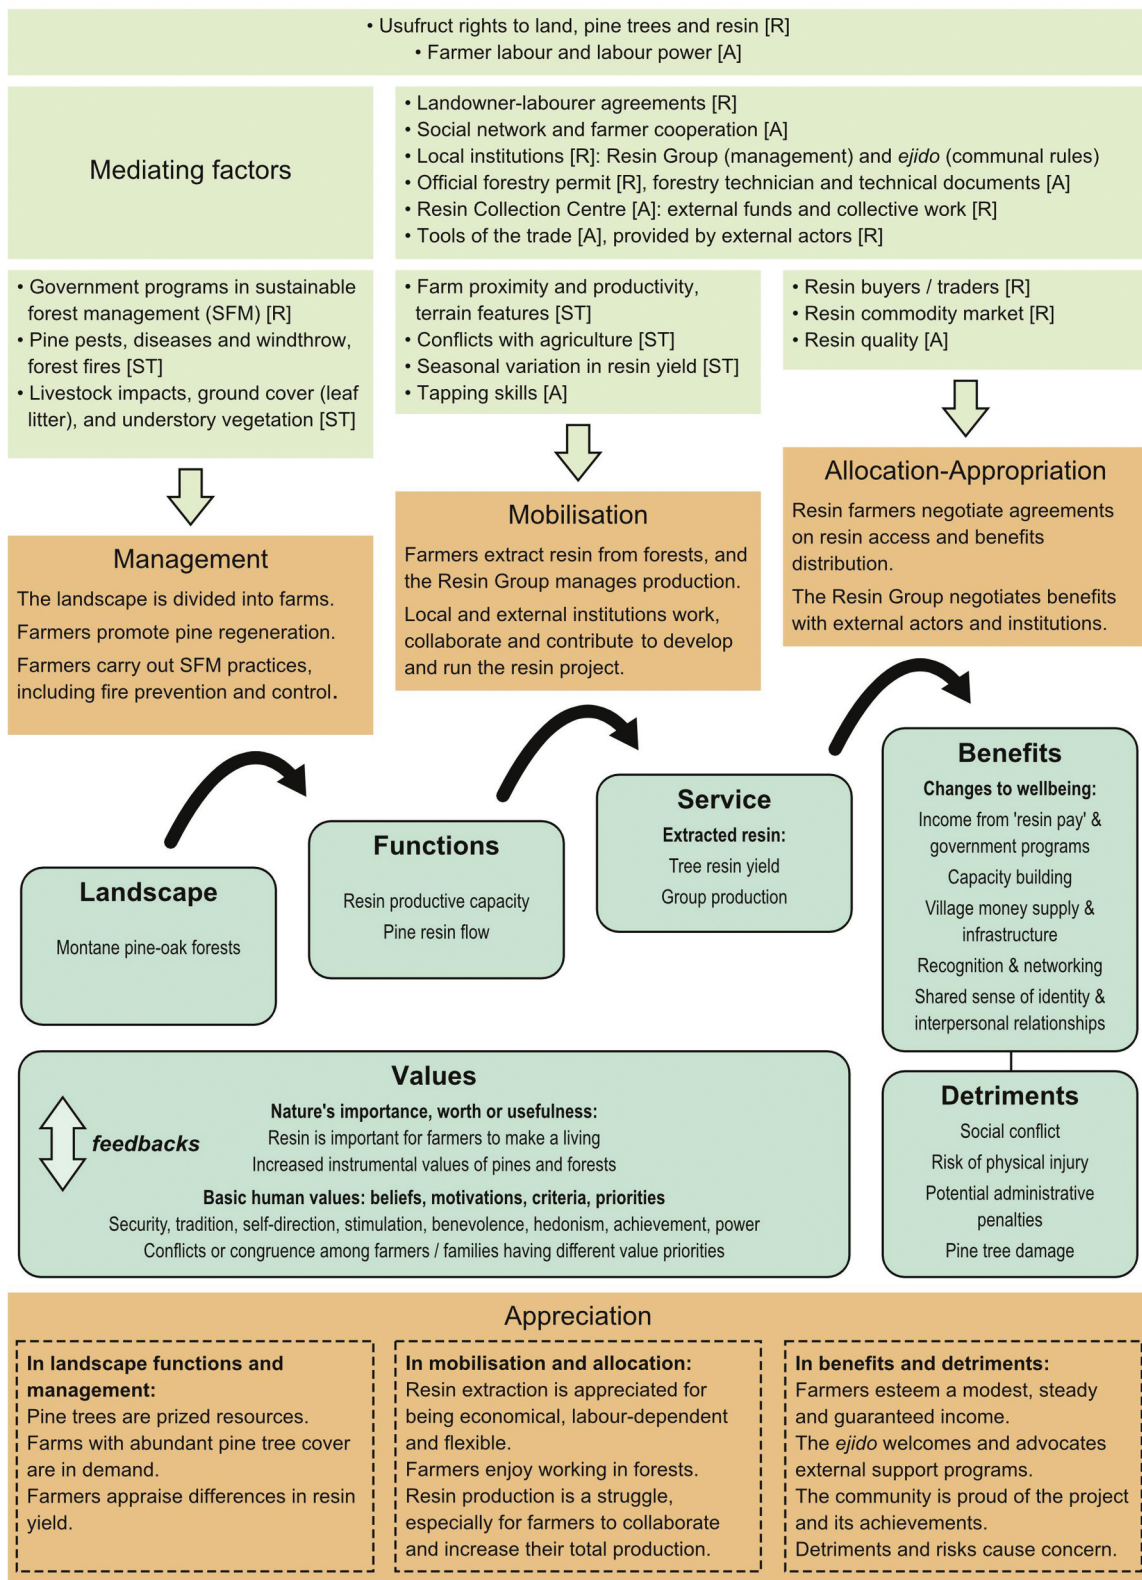 • Usufruct rights to land, pine trees and resin [R]
• Farmer labour and labour power [A]
Mediating factors
• Landowner-labourer agreements [R]
• Social network and farmer cooperation [A]
• Local institutions [R]: Resin Group (management) and ejido (communal rules)
• Official forestry permit [R], forestry technician and technical documents [A]
• Resin Collection Centre [A]: external funds and collective work [R]
• Tools of the trade [A], provided by external actors [R]
• Government programs in sustainable
forest management (SFM) [R]
• Pine pests, diseases and windthrow,
forest fires [ST]
• Livestock impacts, ground cover (leaf
litter), and understory vegetation [ST]
• Farm proximity and productivity,
terrain features [ST]
• Conflicts with agriculture [ST]
• Seasonal variation in resin yield [ST]
• Tapping skills [A]
• Resin buyers / traders [R]
• Resin commodity market [R]
• Resin quality [A]
Management
The landscape is divided into farms.
Farmers promote pine regeneration.
Farmers carry out SFM practices,
including fire prevention and control.
Mobilisation
Farmers extract resin from forests, and
the Resin Group manages production.
Local and external institutions work,
collaborate and contribute to develop
and run the resin project.
Allocation-Appropriation
Resin farmers negotiate agreements
on resin access and benefits
distribution.
The Resin Group negotiates benefits
with external actors and institutions.
Landscape
Montane pine-oak forests
Functions
Resin productive capacity
Pine resin flow
Service
Extracted resin:
Tree resin yield
Group production
Benefits
Changes to wellbeing:
Income from 'resin pay' &
government programs
Capacity building
Village money supply &
infrastructure
Recognition & networking
Shared sense of identity &
interpersonal relationships
Values
feedbacks
Nature's importance, worth or usefulness:
Resin is important for farmers to make a living
Increased instrumental values of pines and forests
Basic human values: beliefs, motivations, criteria, priorities
Security, tradition, self-direction, stimulation, benevolence, hedonism, achievement, power
Conflicts or congruence among farmers / families having different value priorities
Detriments
Social conflict
Risk of physical injury
Potential administrative
penalties
Pine tree damage
Appreciation
In landscape functions and
management:
Pine trees are prized resources.
Farms with abundant pine tree cover
are in demand.
Farmers appraise differences in resin
yield.
In mobilisation and allocation:
Resin extraction is appreciated for
being economical, labour-dependent
and flexible.
Farmers enjoy working in forests.
Resin production is a struggle,
especially for farmers to collaborate
and increase their total production.
In benefits and detriments:
Farmers esteem a modest, steady
and guaranteed income.
The ejido welcomes and advocates
external support programs.
The community is proud of the project
and its achievements.
Detriments and risks cause concern.